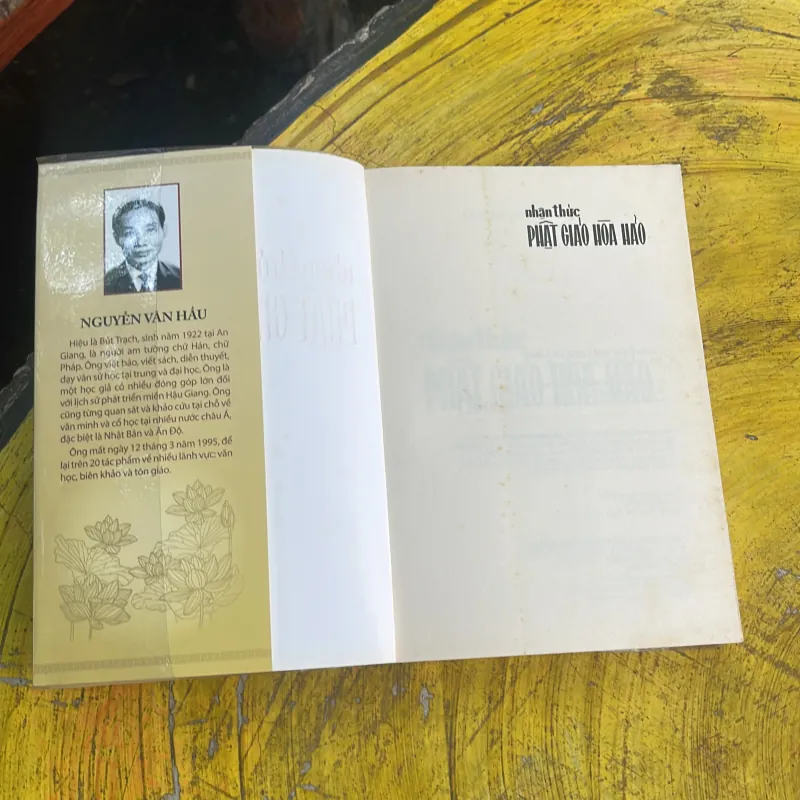 NGUYỄN VĂN HẦU
Hiệu là Bút Trạch, sinh năm 1922 tại An
Giang, là người am tường chữ Hán, chữ
Pháp. Ông viết báo, viết sách, diễn thuyết,
dạy văn sử học tại trung và đại học. Ông là
một học giả có nhiều đóng góp lớn đối
với lịch sử phát triển miền Hậu Giang. Ông
cũng từng quan sát và khảo cứu tại chỗ về
văn minh và cổ học tại nhiều nước châu Á,
đặc biệt là Nhật Bản và Ấn Độ.
Ông mất ngày 12 tháng 3 năm 1995, để
lại trên 20 tác phẩm về nhiều lãnh vực: văn
học, biên khảo và tôn giáo.
nhận thức
PHẬT GIÁO HÒA HẢO